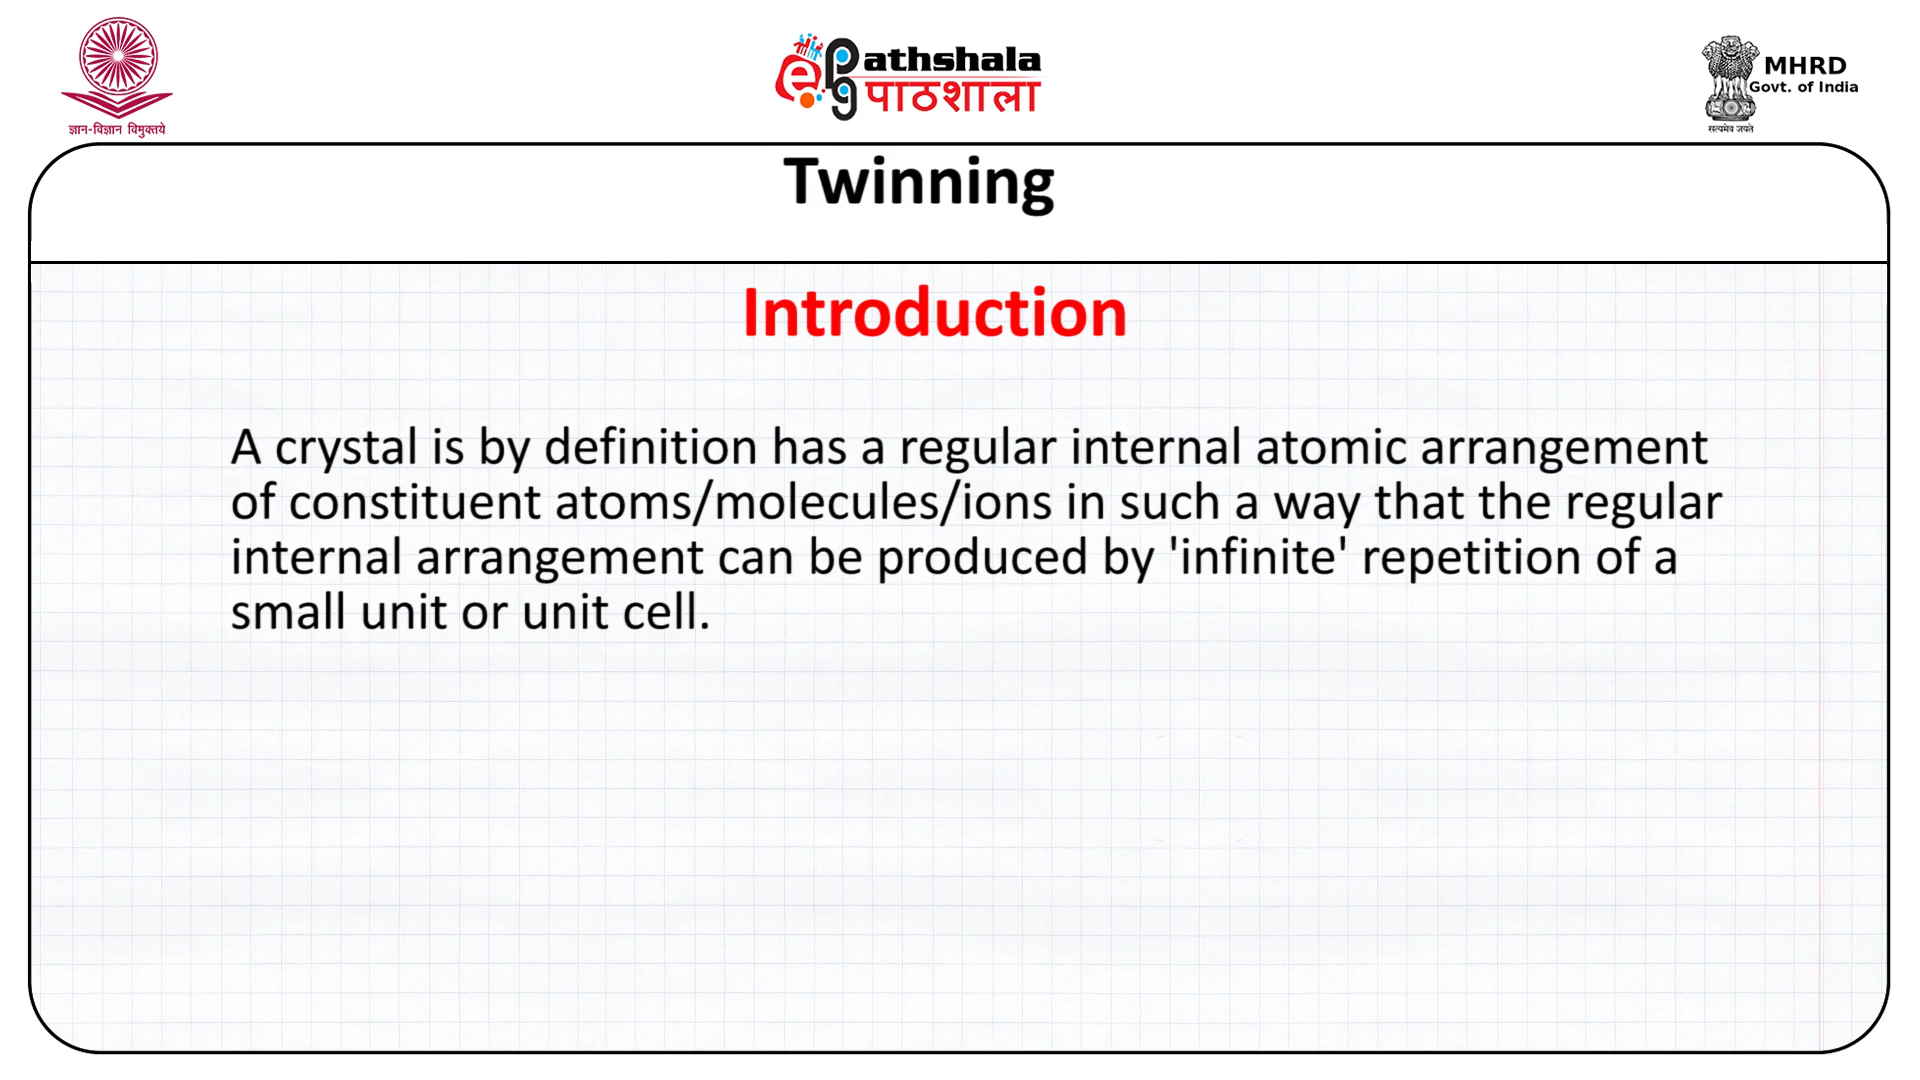 ज्ञान-विज्ञान विमुक्तये
e PG Pathshala
पाठशाला
MHRD
Govt. of India
सत्यमेव जयते
Twinning
Introduction
A crystal is by definition has a regular internal atomic arrangement
of constituent atoms/molecules/ions in such a way that the regular
internal arrangement can be produced by 'infinite' repetition of a
small unit or unit cell.